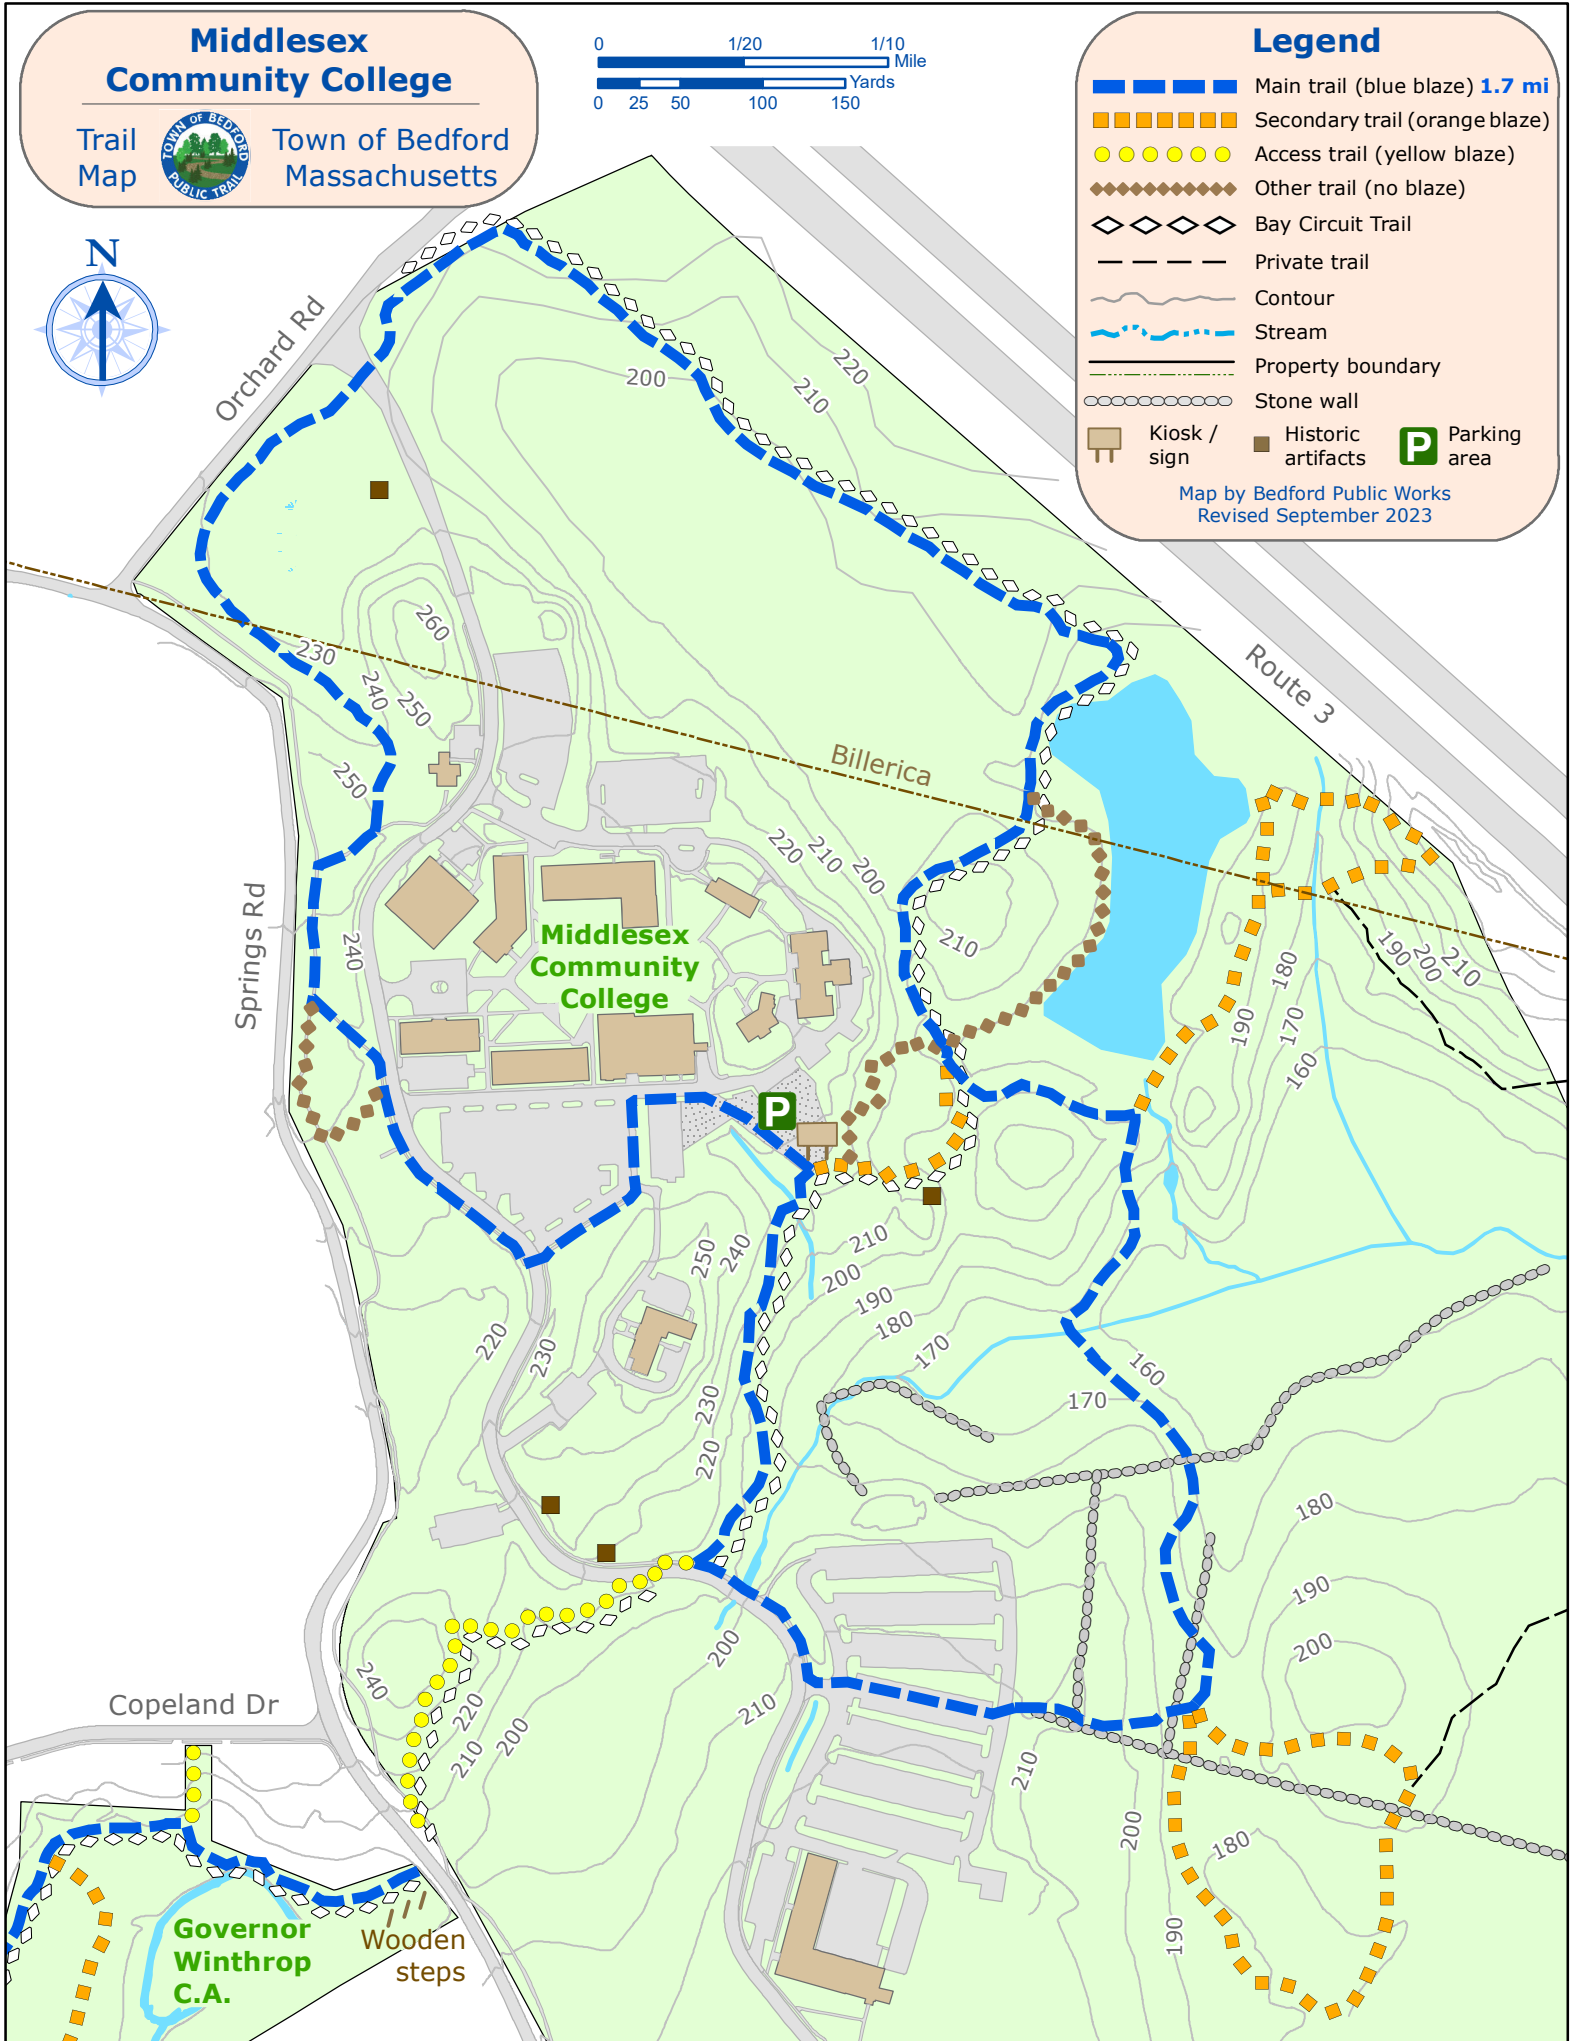 Middlesex
Community College
Trail
Map
TOWN OF BEDFORD
PUBLIC TRAIL
Town of Bedford
Massachusetts
0 1/20 1/10
Mile
Yards
0 25 50 100 150
Legend
Main trail (blue blaze) 1.7 mi
Secondary trail (orange blaze)
Access trail (yellow blaze)
Other trail (no blaze)
Bay Circuit Trail
Private trail
Contour
Stream
Property boundary
Stone wall
Kiosk /
sign
Historic
artifacts
P
Parking
area
Map by Bedford Public Works
Revised September 2023
N
Orchard Rd
200
210
220
260
230
240
250
250
Route 3
Billerica
220
210
200
Springs Rd
240
Middlesex
Community
College
210
190
200
210
180
190
170
160
P
250
240
210
200
190
180
170
220
230
160
170
230
220
180
190
200
200
210
240
220
210
200
Copeland Dr
210
200
180
190
Governor
Winthrop
C.A.
Wooden
steps